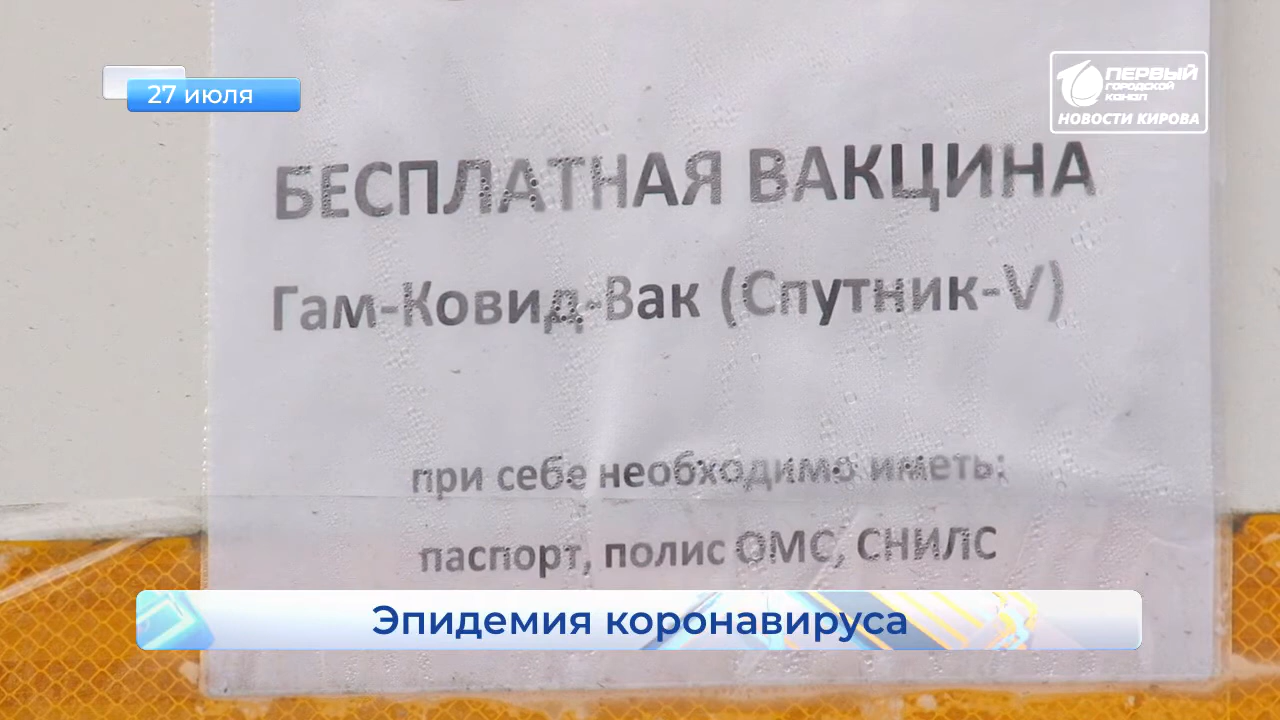 27 июля
ПЕРВЫЙ
ГОРОДСКОЙ
КАНАЛ
НОВОСТИ КИРОВА
БЕСПЛАТНАЯ ВАКЦИНА
Гам-Ковид-Вак (Спутник-V)
при себе необходимо иметь:
паспорт, полис ОМС, СНИЛС
Эпидемия коронавируса